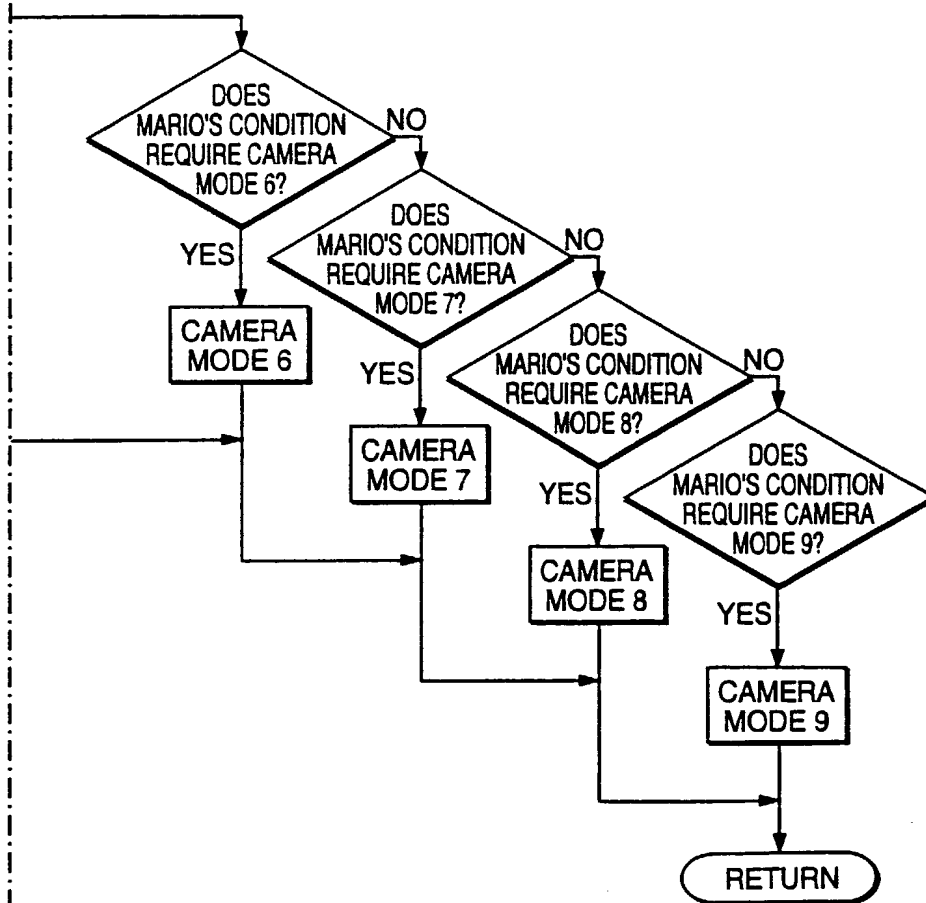 DOES
MARIO'S CONDITION
REQUIRE CAMERA
MODE 6?
NO
YES
CAMERA
MODE 6
DOES
MARIO'S CONDITION
REQUIRE CAMERA
MODE 7?
NO
YES
CAMERA
MODE 7
DOES
MARIO'S CONDITION
REQUIRE CAMERA
MODE 8?
NO
YES
CAMERA
MODE 8
DOES
MARIO'S CONDITION
REQUIRE CAMERA
MODE 9?
YES
CAMERA
MODE 9
RETURN